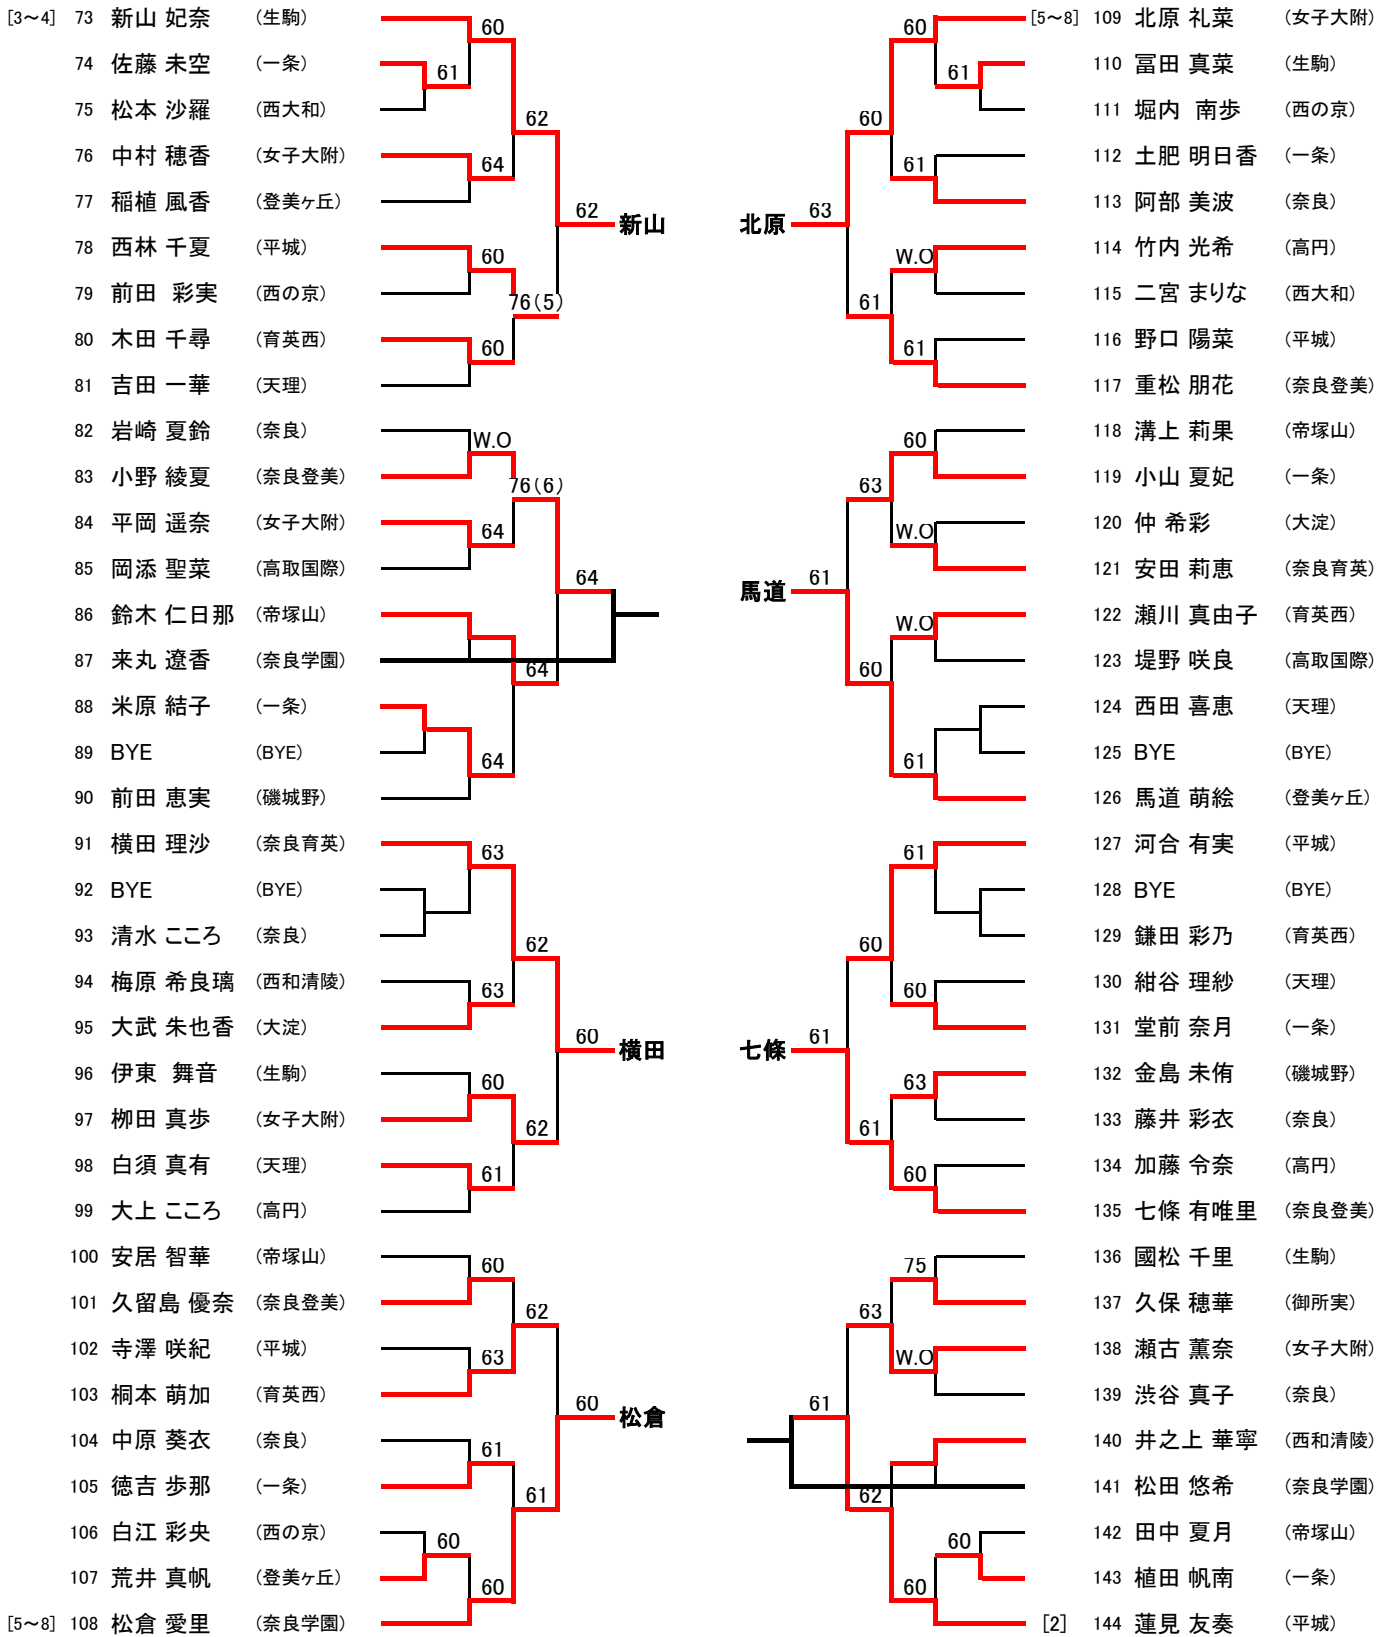 [3~4] 73 新山 妃奈 (生駒)
60
74 佐藤 未空 (一条)
61
75 松本 沙羅 (西大和)
62
76 中村 穂香 (女子大附)
64
77 稲植 風香 (登美ヶ丘)
62 新山
78 西林 千夏 (平城)
60
79 前田 彩実 (西の京)
76(5)
80 木田 千尋 (育英西)
60
81 吉田 一華 (天理)
82 岩崎 夏鈴 (奈良)
W.O
83 小野 綾夏 (奈良登美)
76(6)
84 平岡 遥奈 (女子大附)
64
85 岡添 聖菜 (高取国際)
64
86 鈴木 仁日那 (帝塚山)
87 来丸 遼香 (奈良学園)
64
88 米原 結子 (一条)
89 BYE (BYE)
64
90 前田 恵実 (磯城野)
91 横田 理沙 (奈良育英)
63
92 BYE (BYE)
93 清水 こころ (奈良)
62
94 梅原 希良璃 (西和清陵)
63
95 大武 朱也香 (大淀)
60 横田
96 伊東 舞音 (生駒)
60
97 栁田 真歩 (女子大附)
62
98 白須 真有 (天理)
61
99 大上 こころ (高円)
100 安居 智華 (帝塚山)
60
101 久留島 優奈 (奈良登美)
62
102 寺澤 咲紀 (平城)
63
103 桐本 萌加 (育英西)
60 松倉
104 中原 葵衣 (奈良)
61
105 徳吉 歩那 (一条)
61
106 白江 彩央 (西の京)
60
107 荒井 真帆 (登美ヶ丘)
60
[5~8] 108 松倉 愛里 (奈良学園)
[5~8] 109 北原 礼菜 (女子大附)
60
110 冨田 真菜 (生駒)
61
111 堀内 南歩 (西の京)
60
112 土肥 明日香 (一条)
61
113 阿部 美波 (奈良)
北原 63
114 竹内 光希 (高円)
W.O
115 二宮 まりな (西大和)
61
116 野口 陽菜 (平城)
61
117 重松 朋花 (奈良登美)
118 溝上 莉果 (帝塚山)
60
119 小山 夏妃 (一条)
63
120 仲 希彩 (大淀)
W.O
121 安田 莉恵 (奈良育英)
馬道 61
122 瀬川 真由子 (育英西)
W.O
123 堤野 咲良 (高取国際)
60
124 西田 喜恵 (天理)
125 BYE (BYE)
61
126 馬道 萌絵 (登美ヶ丘)
127 河合 有実 (平城)
61
128 BYE (BYE)
129 鎌田 彩乃 (育英西)
60
130 紺谷 理紗 (天理)
60
131 堂前 奈月 (一条)
七條 61
132 金島 未侑 (磯城野)
63
133 藤井 彩衣 (奈良)
61
134 加藤 令奈 (高円)
60
135 七條 有唯里 (奈良登美)
136 國松 千里 (生駒)
75
137 久保 穂華 (御所実)
63
138 瀬古 薫奈 (女子大附)
W.O
139 渋谷 真子 (奈良)
61
140 井之上 華寧 (西和清陵)
141 松田 悠希 (奈良学園)
62
142 田中 夏月 (帝塚山)
60
143 植田 帆南 (一条)
60
[2] 144 蓮見 友奏 (平城)